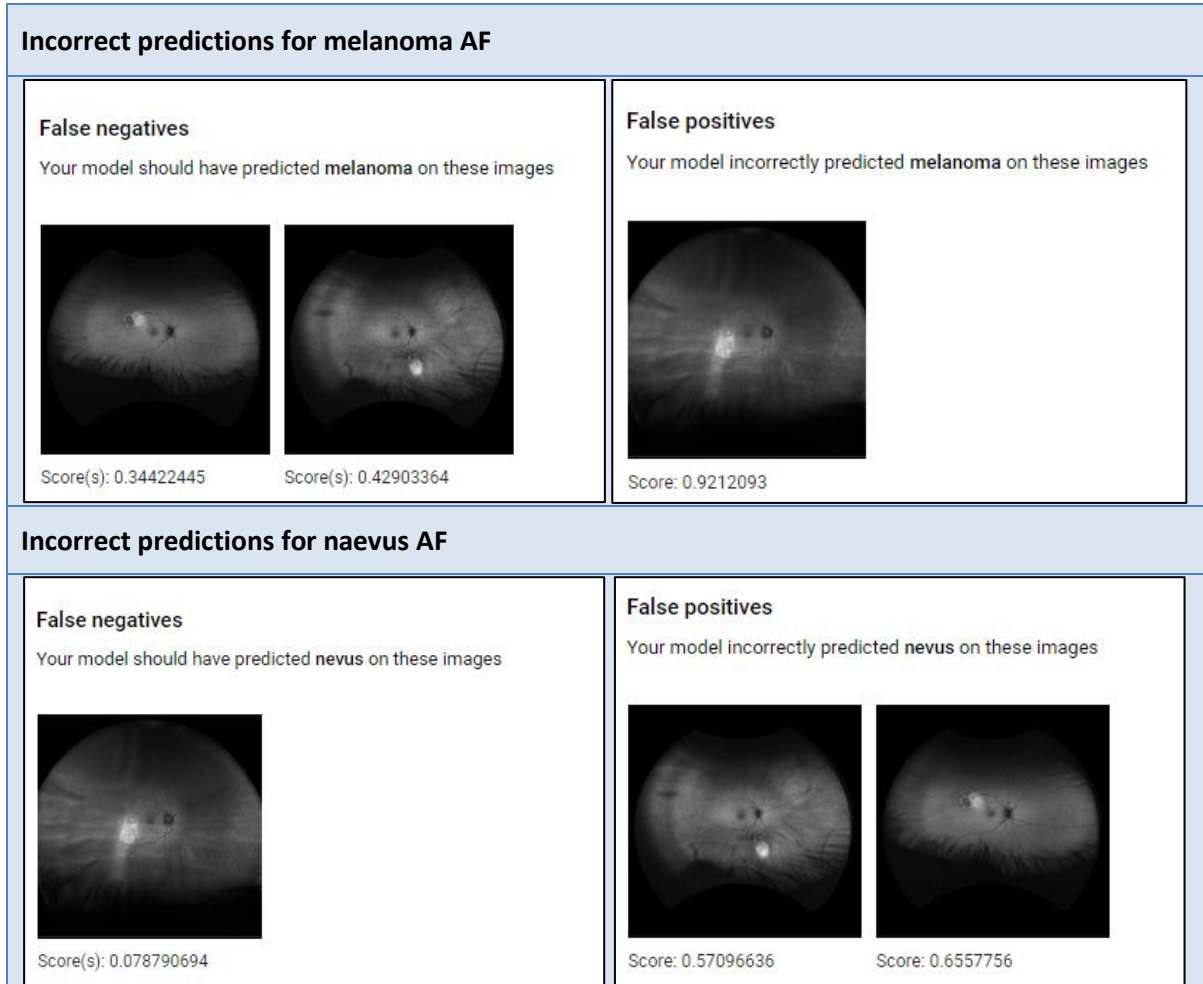 Incorrect predictions for melanoma AF
False negatives
Your model should have predicted melanoma on these images
Score(s): 0.34422445
Score(s): 0.42903364
False positives
Your model incorrectly predicted melanoma on these images
Score: 0.9212093
Incorrect predictions for naevus AF
False negatives
Your model should have predicted nevus on these images
Score(s): 0.078790694
False positives
Your model incorrectly predicted nevus on these images
Score: 0.57096636
Score: 0.6557756